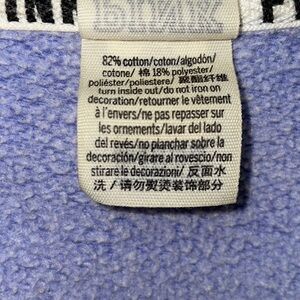 PINK
82% cotton/coton/algodón/
cotone/ 棉 18% polyester/
poliéster/poliestere/ 聚酯纤维
turn inside out/do not iron on
decoration/retourner le vêtement
à l'envers/ne pas repasser sur
les ornements/lavar del lado
del revés/no planchar sobre la
decoración/girare al rovescio/non
stirare le decorazioni/ 反面水
洗 / 请勿熨烫装饰部分